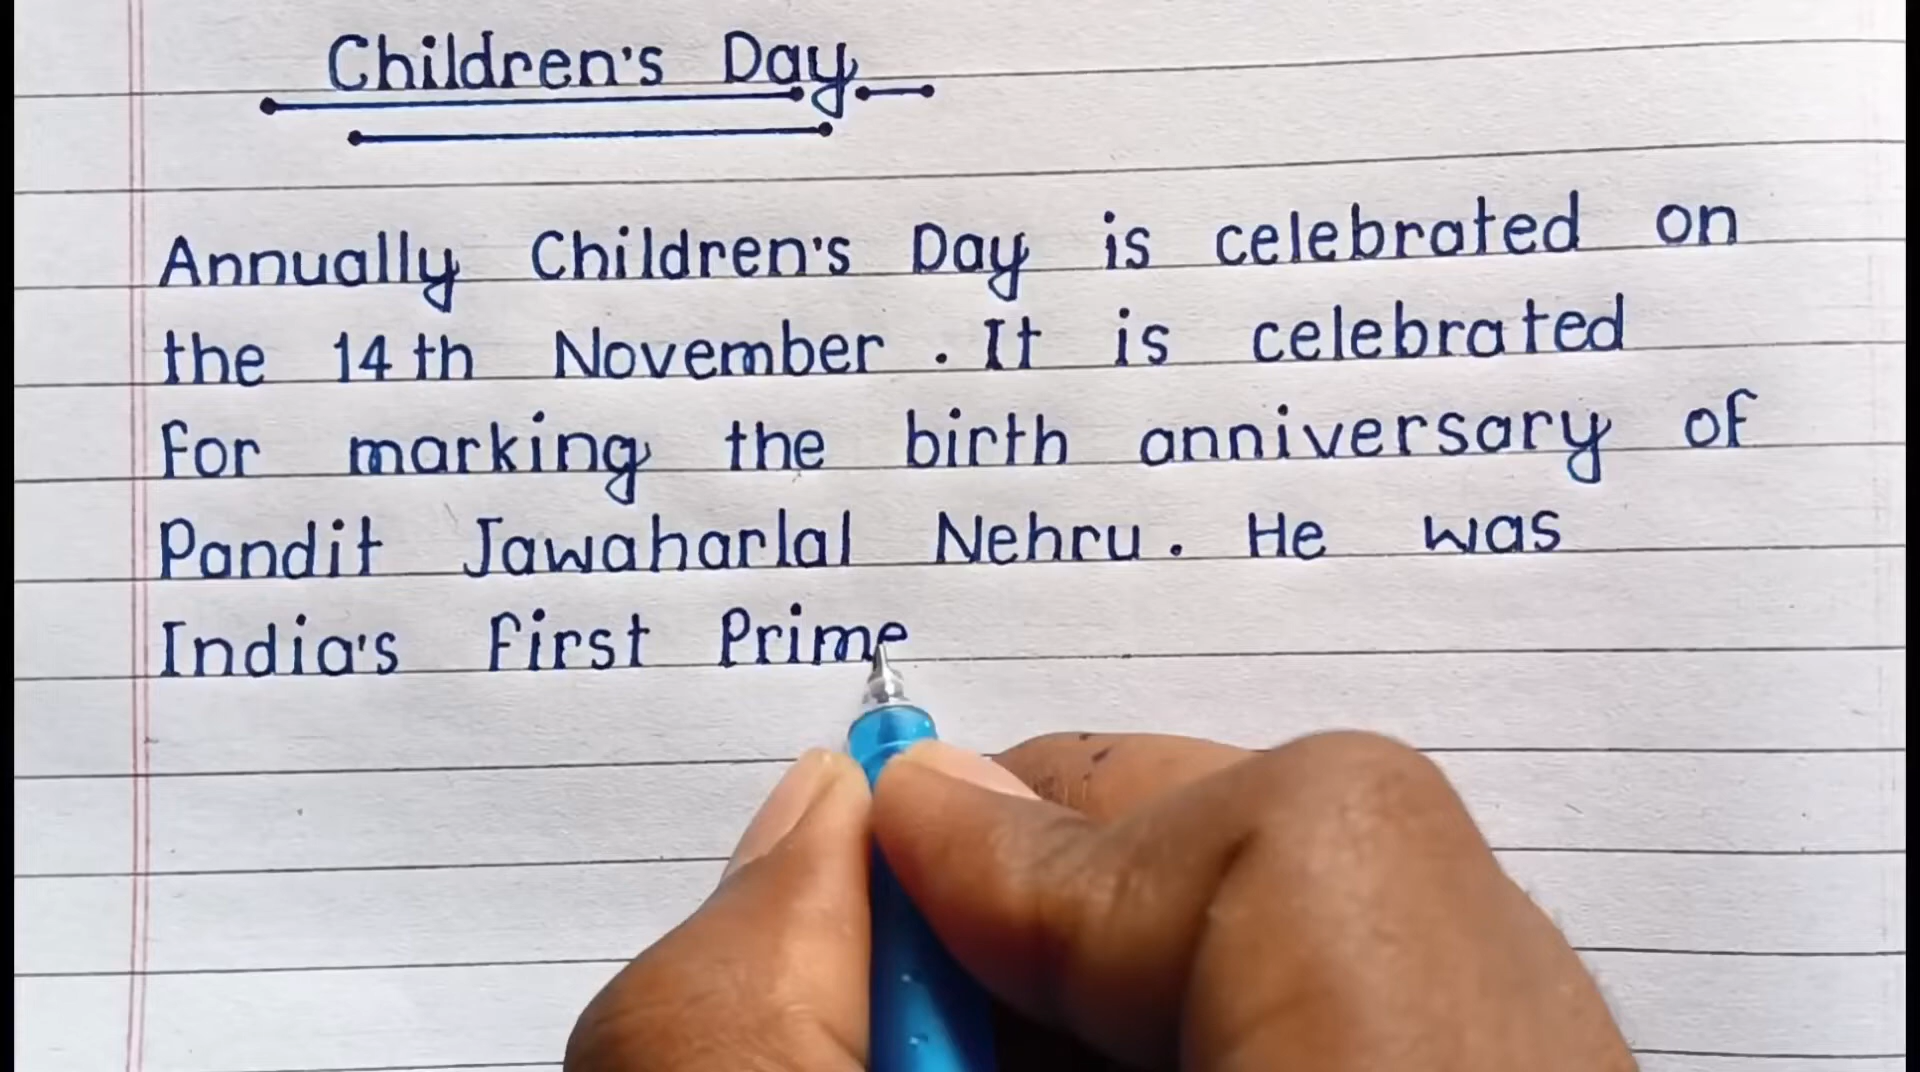 Children's Day
Annually Children's Day is celebrated on
the 14th November. It is celebrated
for marking the birth anniversary of
Pandit Jawaharlal Nehru. He was
India's first Prime